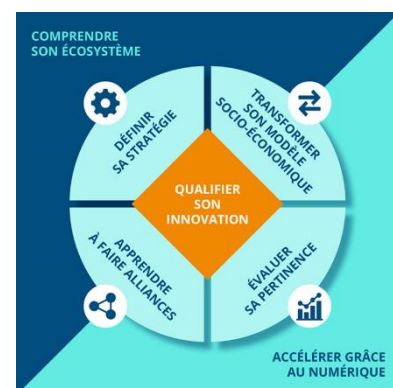 COMPRENDRE
SON ÉCOSYSTÈME
DÉFINIR
SA STRATÉGIE
TRANSFORMER
SON MODÈLE
SOCIO-ÉCONOMIQUE
QUALIFIER
SON
INNOVATION
APPRENDRE
À FAIRE ALLIANCES
ÉVALUER
SA PERTINENCE
ACCÉLÉRER GRÂCE
AU NUMÉRIQUE